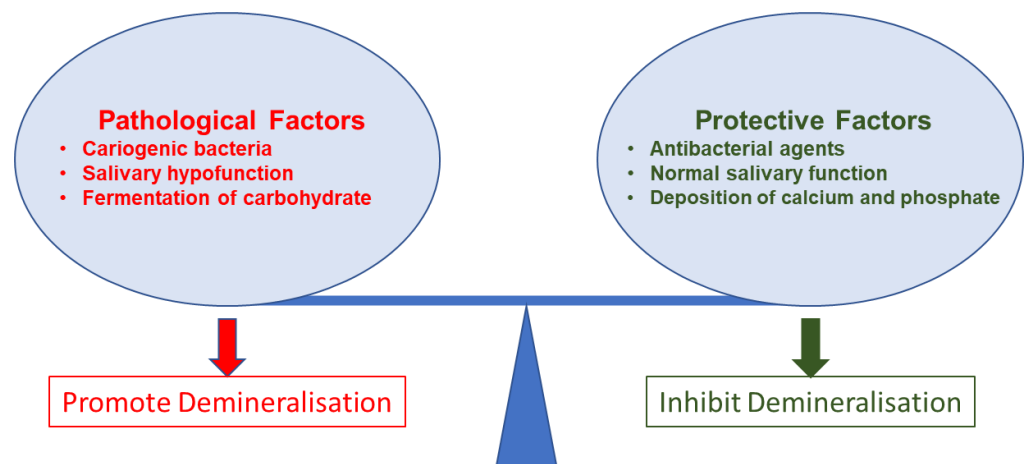 Pathological Factors
• Cariogenic bacteria
• Salivary hypofunction
• Fermentation of carbohydrate
Protective Factors
• Antibacterial agents
• Normal salivary function
• Deposition of calcium and phosphate
Promote Demineralisation
Inhibit Demineralisation